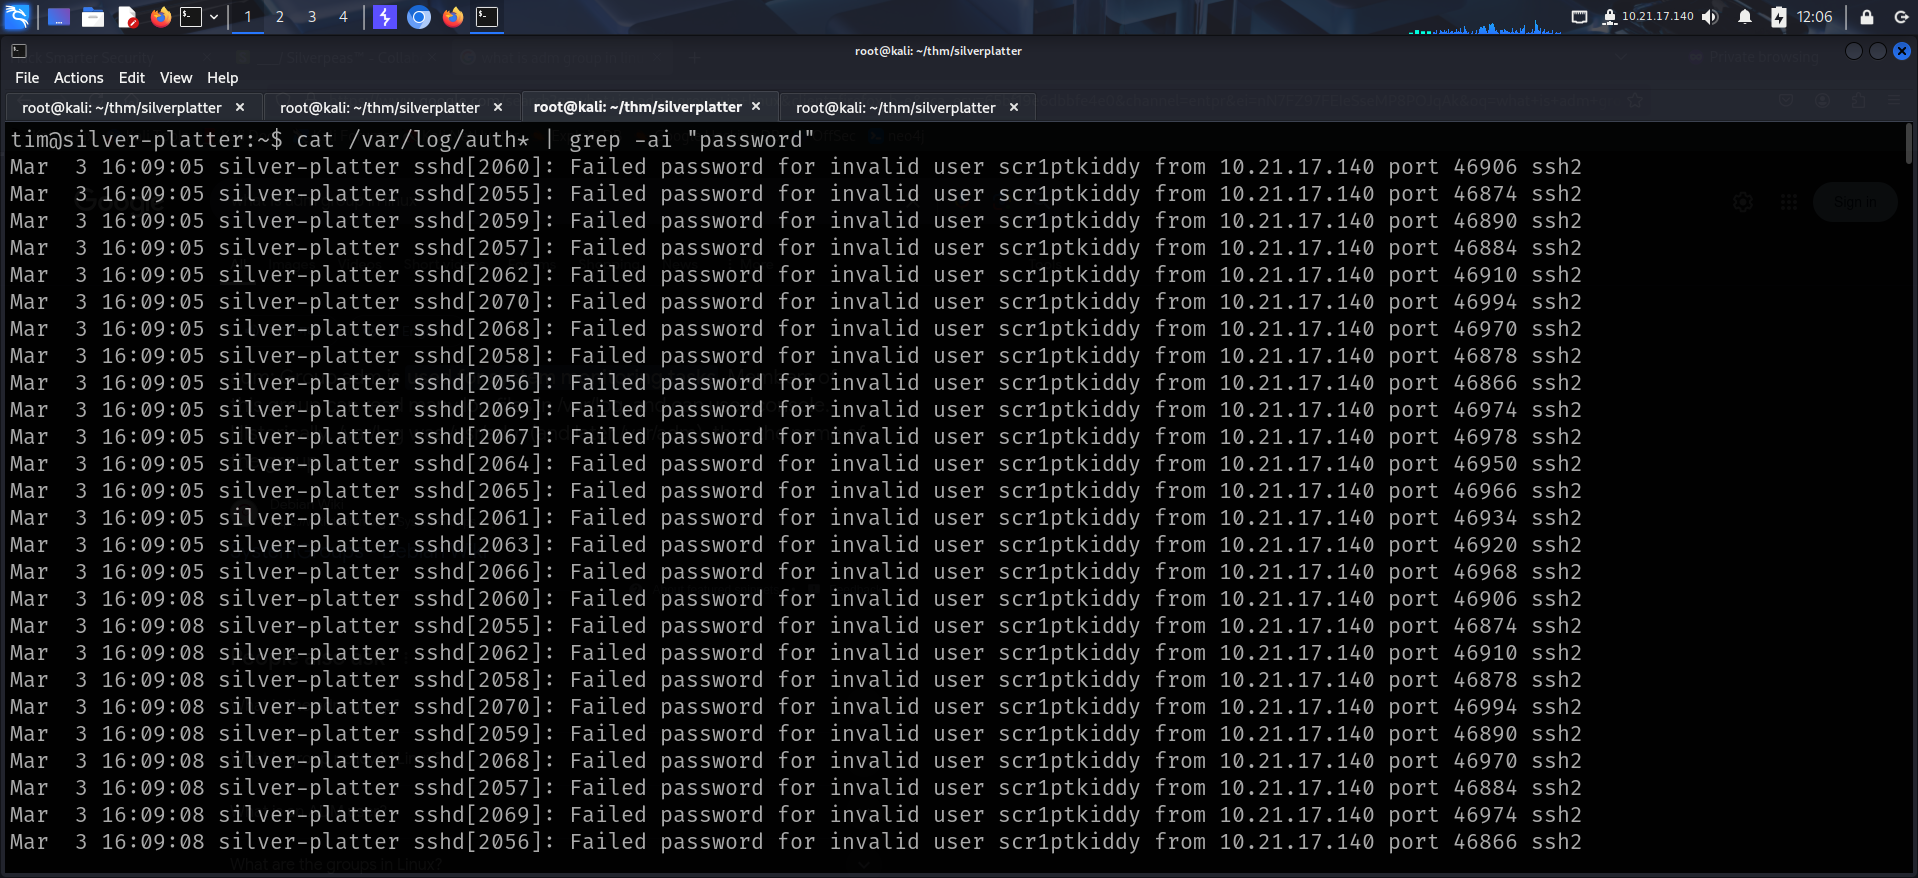 1 2 3 4 10.21.17.140 12:06
root@kali: ~/thm/silverplatter
File Actions Edit View Help
root@kali: ~/thm/silverplatter × root@kali: ~/thm/silverplatter × root@kali: ~/thm/silverplatter × root@kali: ~/thm/silverplatter ×
tim@silver-platter:~$ cat /var/log/auth* | grep -ai "password"
Mar  3 16:09:05 silver-platter sshd[2060]: Failed password for invalid user scr1ptkiddy from 10.21.17.140 port 46906 ssh2
Mar  3 16:09:05 silver-platter sshd[2055]: Failed password for invalid user scr1ptkiddy from 10.21.17.140 port 46874 ssh2
Mar  3 16:09:05 silver-platter sshd[2059]: Failed password for invalid user scr1ptkiddy from 10.21.17.140 port 46890 ssh2
Mar  3 16:09:05 silver-platter sshd[2057]: Failed password for invalid user scr1ptkiddy from 10.21.17.140 port 46884 ssh2
Mar  3 16:09:05 silver-platter sshd[2062]: Failed password for invalid user scr1ptkiddy from 10.21.17.140 port 46910 ssh2
Mar  3 16:09:05 silver-platter sshd[2070]: Failed password for invalid user scr1ptkiddy from 10.21.17.140 port 46994 ssh2
Mar  3 16:09:05 silver-platter sshd[2068]: Failed password for invalid user scr1ptkiddy from 10.21.17.140 port 46970 ssh2
Mar  3 16:09:05 silver-platter sshd[2058]: Failed password for invalid user scr1ptkiddy from 10.21.17.140 port 46878 ssh2
Mar  3 16:09:05 silver-platter sshd[2056]: Failed password for invalid user scr1ptkiddy from 10.21.17.140 port 46866 ssh2
Mar  3 16:09:05 silver-platter sshd[2069]: Failed password for invalid user scr1ptkiddy from 10.21.17.140 port 46974 ssh2
Mar  3 16:09:05 silver-platter sshd[2067]: Failed password for invalid user scr1ptkiddy from 10.21.17.140 port 46978 ssh2
Mar  3 16:09:05 silver-platter sshd[2064]: Failed password for invalid user scr1ptkiddy from 10.21.17.140 port 46950 ssh2
Mar  3 16:09:05 silver-platter sshd[2065]: Failed password for invalid user scr1ptkiddy from 10.21.17.140 port 46966 ssh2
Mar  3 16:09:05 silver-platter sshd[2061]: Failed password for invalid user scr1ptkiddy from 10.21.17.140 port 46934 ssh2
Mar  3 16:09:05 silver-platter sshd[2063]: Failed password for invalid user scr1ptkiddy from 10.21.17.140 port 46920 ssh2
Mar  3 16:09:05 silver-platter sshd[2066]: Failed password for invalid user scr1ptkiddy from 10.21.17.140 port 46968 ssh2
Mar  3 16:09:08 silver-platter sshd[2060]: Failed password for invalid user scr1ptkiddy from 10.21.17.140 port 46906 ssh2
Mar  3 16:09:08 silver-platter sshd[2055]: Failed password for invalid user scr1ptkiddy from 10.21.17.140 port 46874 ssh2
Mar  3 16:09:08 silver-platter sshd[2062]: Failed password for invalid user scr1ptkiddy from 10.21.17.140 port 46910 ssh2
Mar  3 16:09:08 silver-platter sshd[2058]: Failed password for invalid user scr1ptkiddy from 10.21.17.140 port 46878 ssh2
Mar  3 16:09:08 silver-platter sshd[2070]: Failed password for invalid user scr1ptkiddy from 10.21.17.140 port 46994 ssh2
Mar  3 16:09:08 silver-platter sshd[2059]: Failed password for invalid user scr1ptkiddy from 10.21.17.140 port 46890 ssh2
Mar  3 16:09:08 silver-platter sshd[2068]: Failed password for invalid user scr1ptkiddy from 10.21.17.140 port 46970 ssh2
Mar  3 16:09:08 silver-platter sshd[2057]: Failed password for invalid user scr1ptkiddy from 10.21.17.140 port 46884 ssh2
Mar  3 16:09:08 silver-platter sshd[2069]: Failed password for invalid user scr1ptkiddy from 10.21.17.140 port 46974 ssh2
Mar  3 16:09:08 silver-platter sshd[2056]: Failed password for invalid user scr1ptkiddy from 10.21.17.140 port 46866 ssh2
Sign in
What are the groups in Linux?